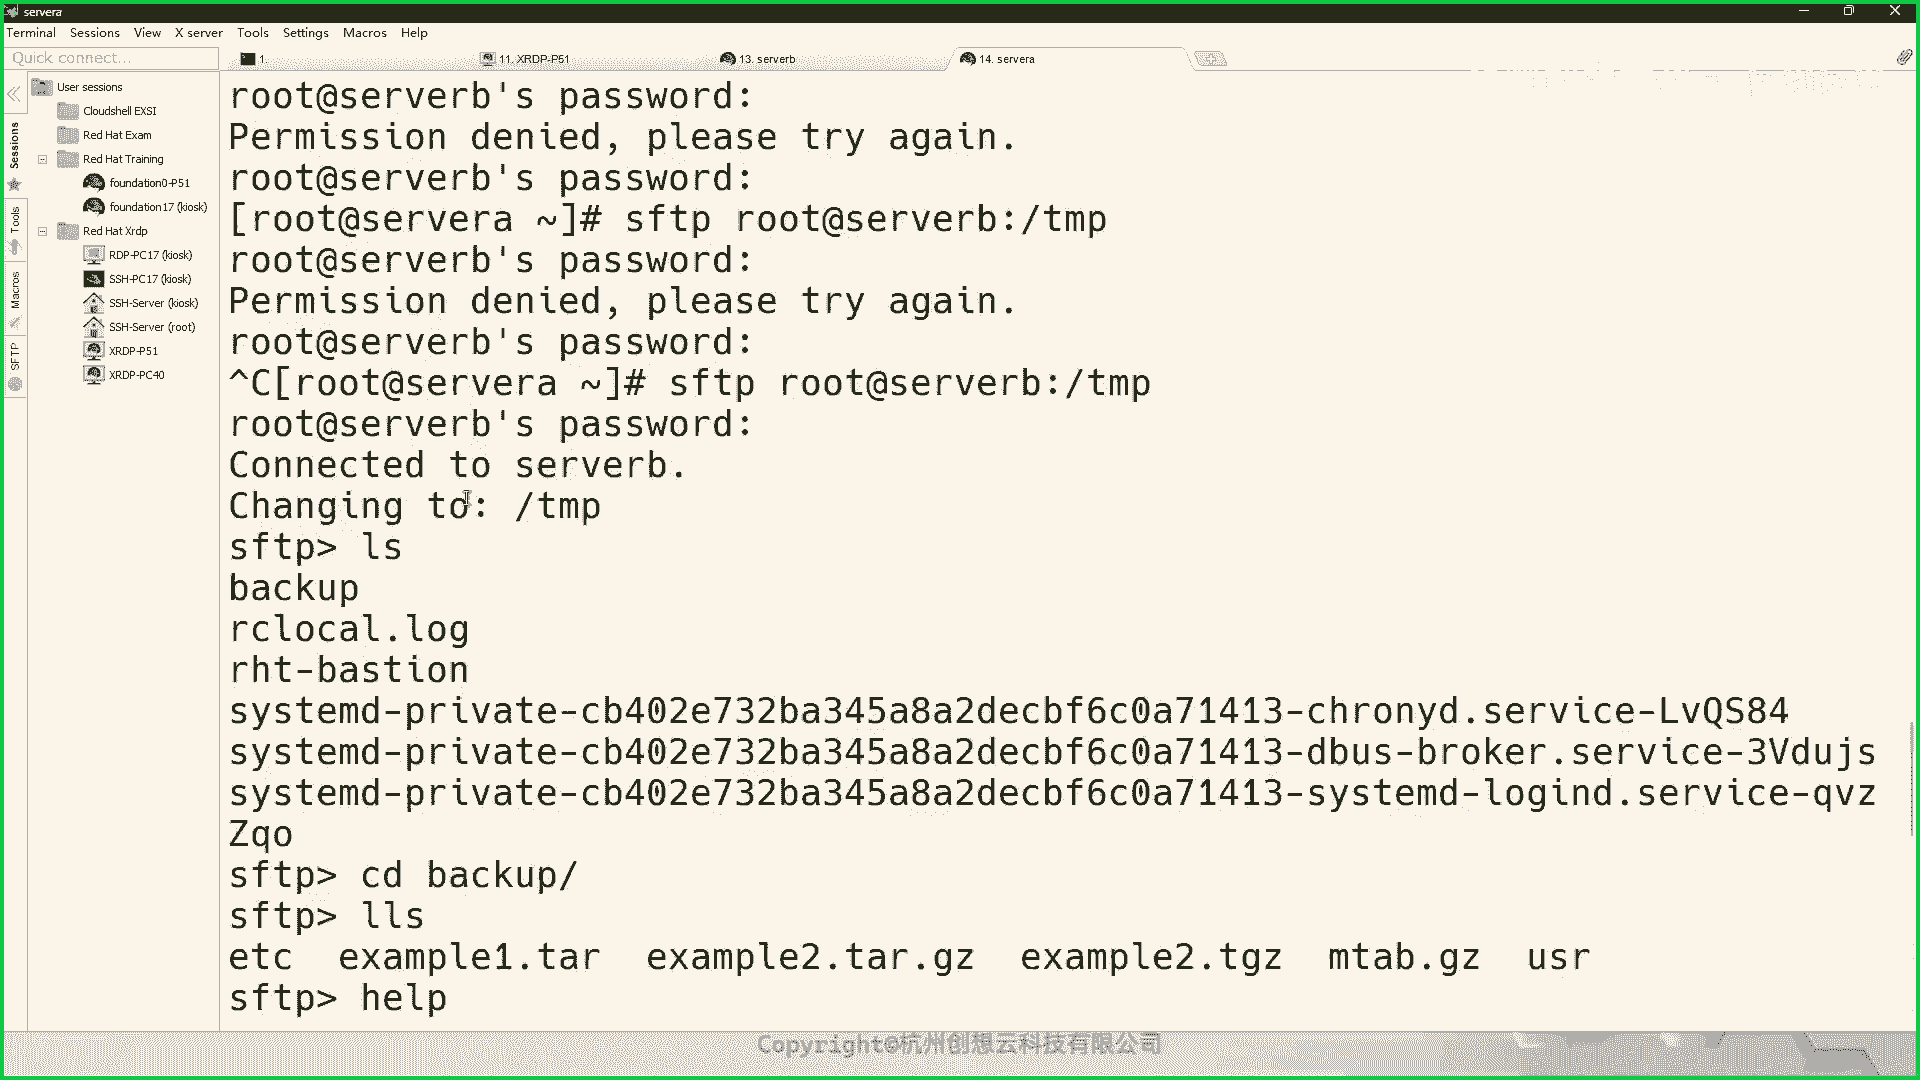 servera
Terminal Sessions View X server Tools Settings Macros Help
Quick connect...
1. 11. XRDP-P51 13. serverb 14. servera
User sessions
Cloudshell EXSI
Red Hat Exam
Red Hat Training
foundation0-P51
foundation17 (kiosk)
Red Hat Xrdp
RDP-PC17 (kiosk)
SSH-PC17 (kiosk)
SSH-Server (kiosk)
SSH-Server (root)
XRDP-P51
XRDP-PC40
Sessions
Tools
Macros
SFTP
root@serverb's password:
Permission denied, please try again.
root@serverb's password:
[root@servera ~]# sftp root@serverb:/tmp
root@serverb's password:
Permission denied, please try again.
root@serverb's password:
^C[root@servera ~]# sftp root@serverb:/tmp
root@serverb's password:
Connected to serverb.
Changing to: /tmp
sftp> ls
backup
rclocal.log
rht-bastion
systemd-private-cb402e732ba345a8a2decbf6c0a71413-chronyd.service-LvQS84
systemd-private-cb402e732ba345a8a2decbf6c0a71413-dbus-broker.service-3Vdujs
systemd-private-cb402e732ba345a8a2decbf6c0a71413-systemd-logind.service-qvz
Zqo
sftp> cd backup/
sftp> lls
etc example1.tar example2.tar.gz example2.tgz mtab.gz usr
sftp> help
Copyright@杭州创想云科技有限公司